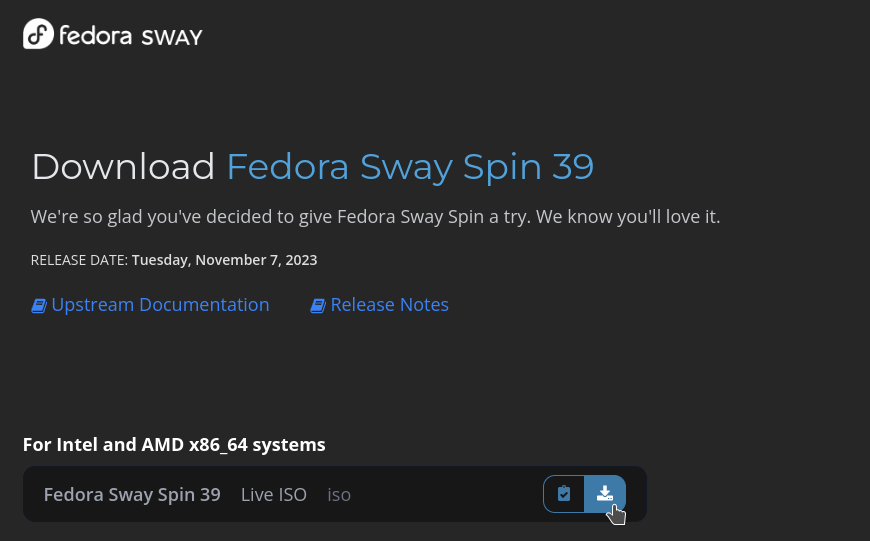 fedora SWAY
Download Fedora Sway Spin 39
We're so glad you've decided to give Fedora Sway Spin a try. We know you'll love it.
RELEASE DATE: Tuesday, November 7, 2023
Upstream Documentation Release Notes
For Intel and AMD x86_64 systems
Fedora Sway Spin 39 Live ISO iso